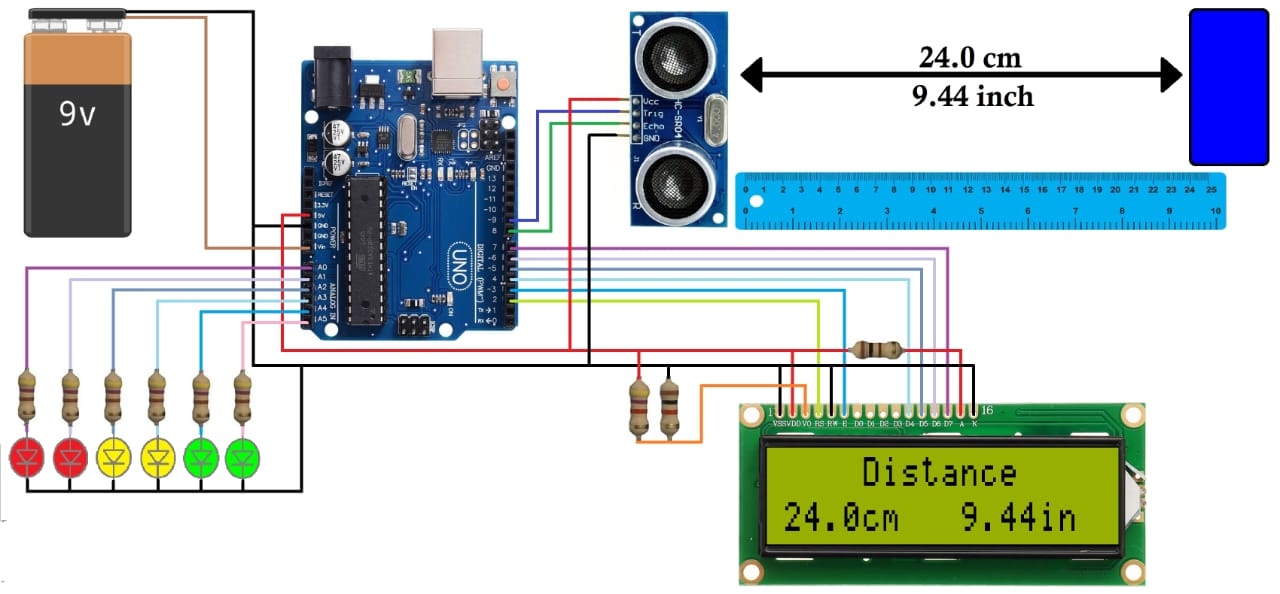 9v
24.0 cm
9.44 inch
T
Vcc
Trig
Echo
GND
HC-SR04
R
0 1 2 3 4 5 6 7 8 9 10 11 12 13 14 15 16 17 18 19 20 21 22 23 24 25
0 1 2 3 4 5 6 7 8 9 10
AREF
GND
13
12
~11
~10
~9
8
7
~6
~5
4
~3
2
TX→1
RX←0
DIGITAL (PWM~)
UNO
ON
IOREF
RESET
3.3V
5V
GND
GND
Vin
POWER
A0
A1
A2
A3
A4
A5
ANALOG IN
1 16
VSS VDD VO RS RW E D0 D1 D2 D3 D4 D5 D6 D7 A K
Distance
24.0cm 9.44in